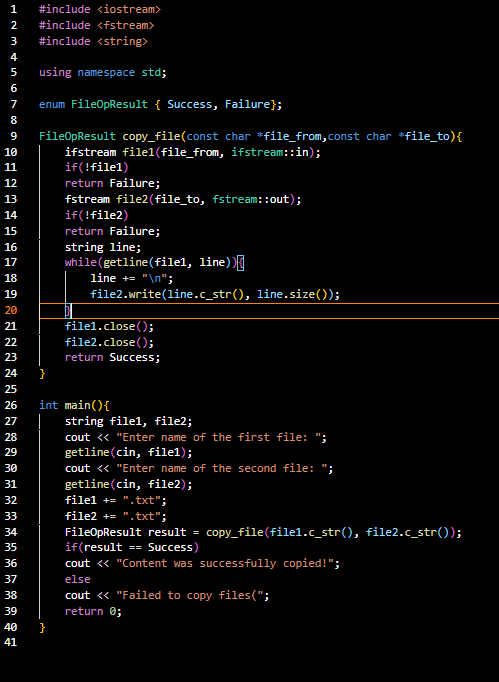 1 #include <iostream>
2 #include <fstream>
3 #include <string>
4
5 using namespace std;
6
7 enum FileOpResult { Success, Failure};
8
9 FileOpResult copy_file(const char *file_from,const char *file_to){
10 ifstream file1(file_from, ifstream::in);
11 if(!file1)
12 return Failure;
13 fstream file2(file_to, fstream::out);
14 if(!file2)
15 return Failure;
16 string line;
17 while(getline(file1, line)){
18 line += "\n";
19 file2.write(line.c_str(), line.size());
20 }
21 file1.close();
22 file2.close();
23 return Success;
24 }
25
26 int main(){
27 string file1, file2;
28 cout << "Enter name of the first file: ";
29 getline(cin, file1);
30 cout << "Enter name of the second file: ";
31 getline(cin, file2);
32 file1 += ".txt";
33 file2 += ".txt";
34 FileOpResult result = copy_file(file1.c_str(), file2.c_str());
35 if(result == Success)
36 cout << "Content was successfully copied!";
37 else
38 cout << "Failed to copy files(";
39 return 0;
40 }
41